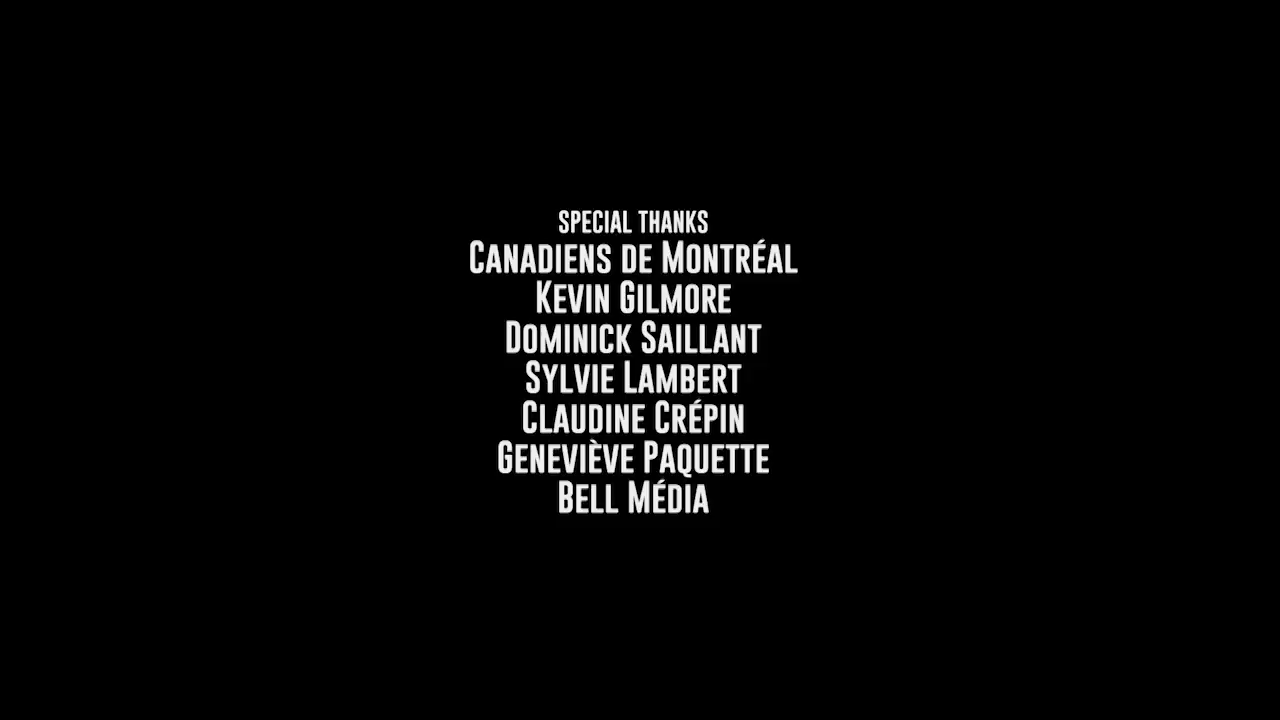 SPECIAL THANKS
CANADIENS DE MONTRÉAL
KEVIN GILMORE
DOMINICK SAILLANT
SYLVIE LAMBERT
CLAUDINE CRÉPIN
GENEVIÈVE PAQUETTE
BELL MÉDIA